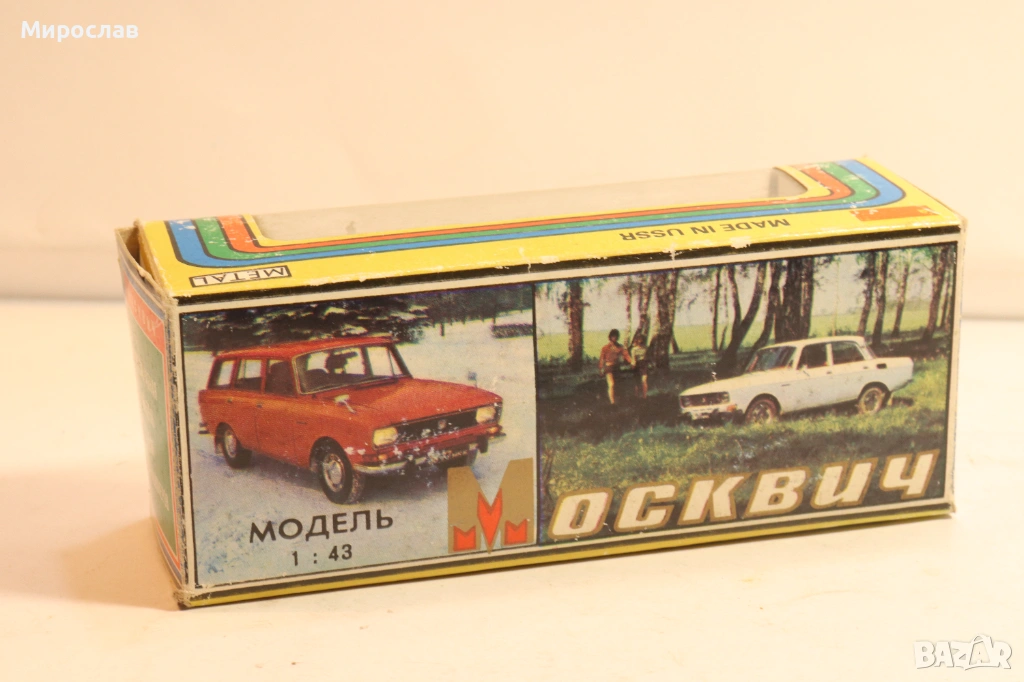 Мирослав
MADE IN USSR
METAL
МОДЕЛЬ
1 : 43
Москвич
BAZAR